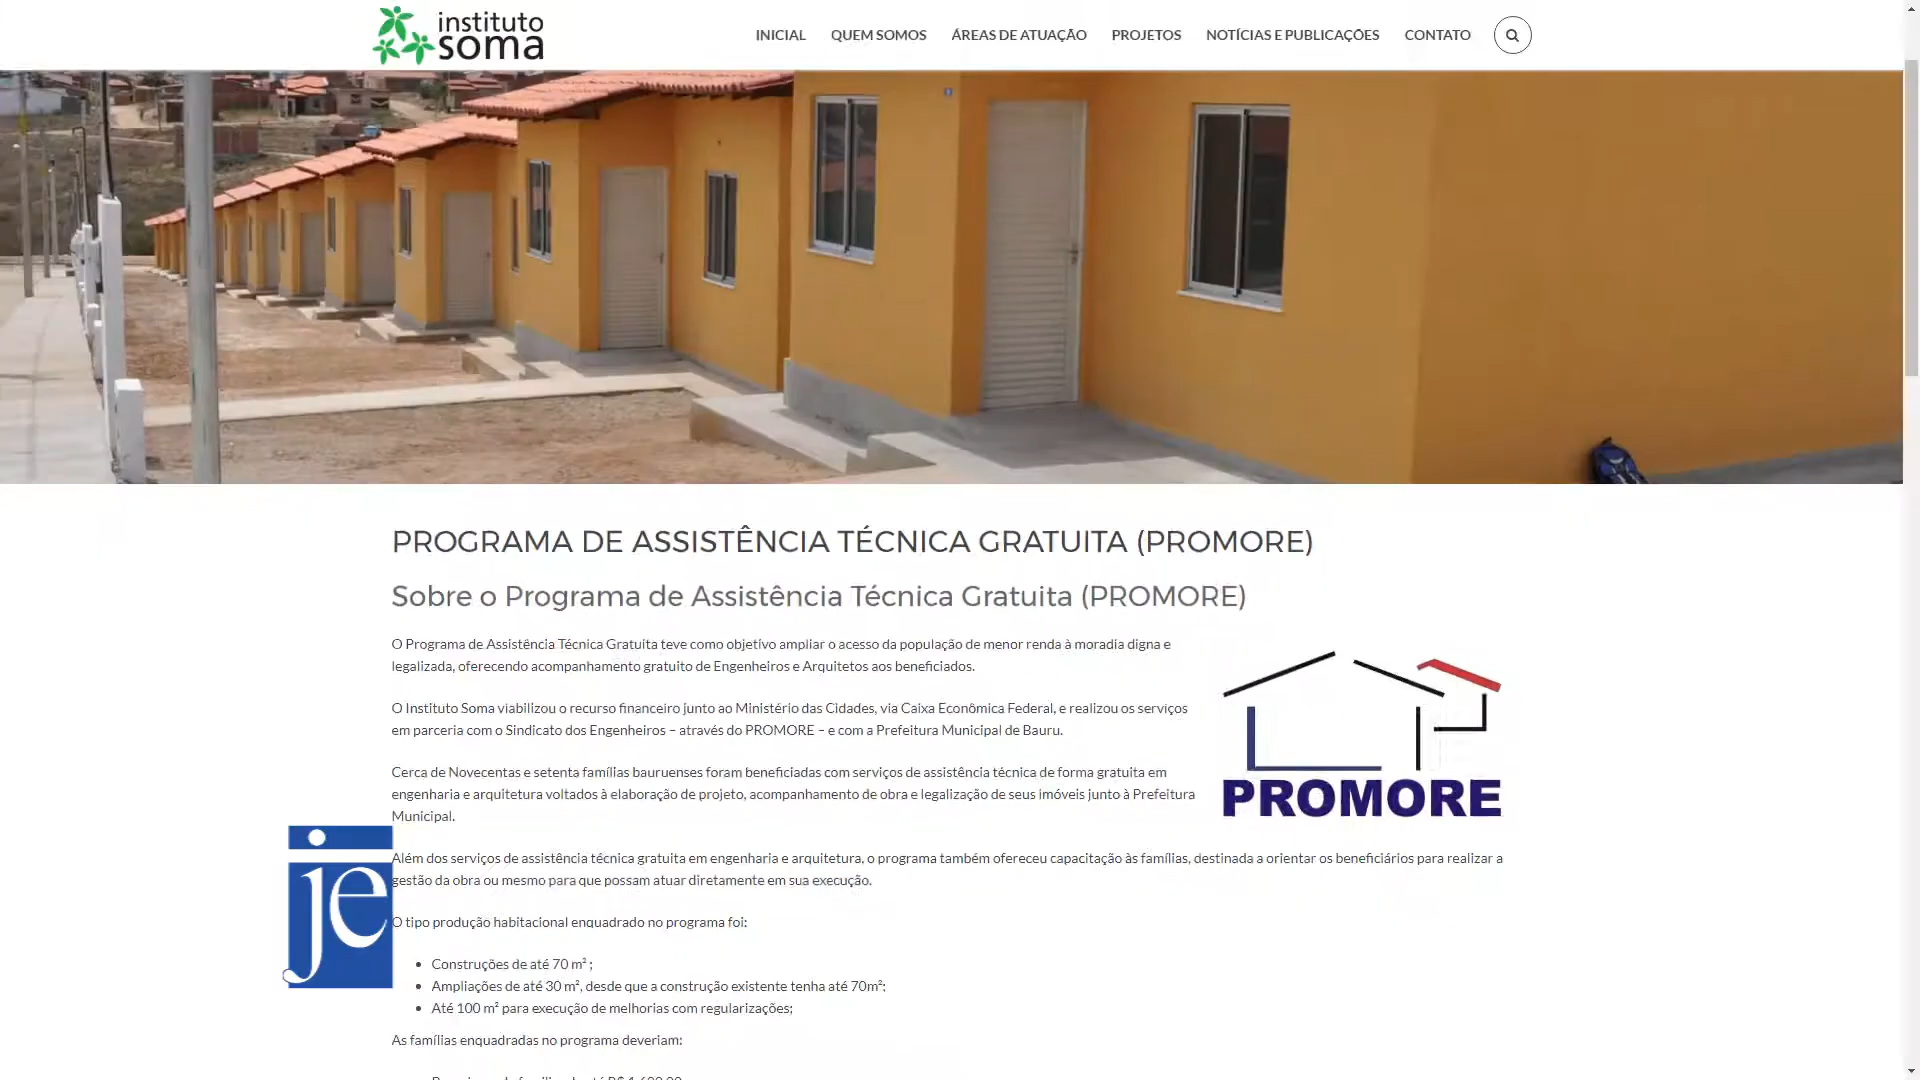 instituto
soma
INICIAL QUEM SOMOS ÁREAS DE ATUAÇÃO PROJETOS NOTÍCIAS E PUBLICAÇÕES CONTATO
PROGRAMA DE ASSISTÊNCIA TÉCNICA GRATUITA (PROMORE)
Sobre o Programa de Assistência Técnica Gratuita (PROMORE)
O Programa de Assistência Técnica Gratuita teve como objetivo ampliar o acesso da população de menor renda à moradia digna e
legalizada, oferecendo acompanhamento gratuito de Engenheiros e Arquitetos aos beneficiados.
O Instituto Soma viabilizou o recurso financeiro junto ao Ministério das Cidades, via Caixa Econômica Federal, e realizou os serviços
em parceria com o Sindicato dos Engenheiros – através do PROMORE – e com a Prefeitura Municipal de Bauru.
Cerca de Novecentas e setenta famílias bauruenses foram beneficiadas com serviços de assistência técnica de forma gratuita em
engenharia e arquitetura voltados à elaboração de projeto, acompanhamento de obra e legalização de seus imóveis junto à Prefeitura
Municipal.
PROMORE
Além dos serviços de assistência técnica gratuita em engenharia e arquitetura, o programa também ofereceu capacitação às famílias, destinada a orientar os beneficiários para realizar a
gestão da obra ou mesmo para que possam atuar diretamente em sua execução.
je
O tipo produção habitacional enquadrado no programa foi:
• Construções de até 70 m² ;
• Ampliações de até 30 m², desde que a construção existente tenha até 70m²;
• Até 100 m² para execução de melhorias com regularizações;
As famílias enquadradas no programa deveriam: